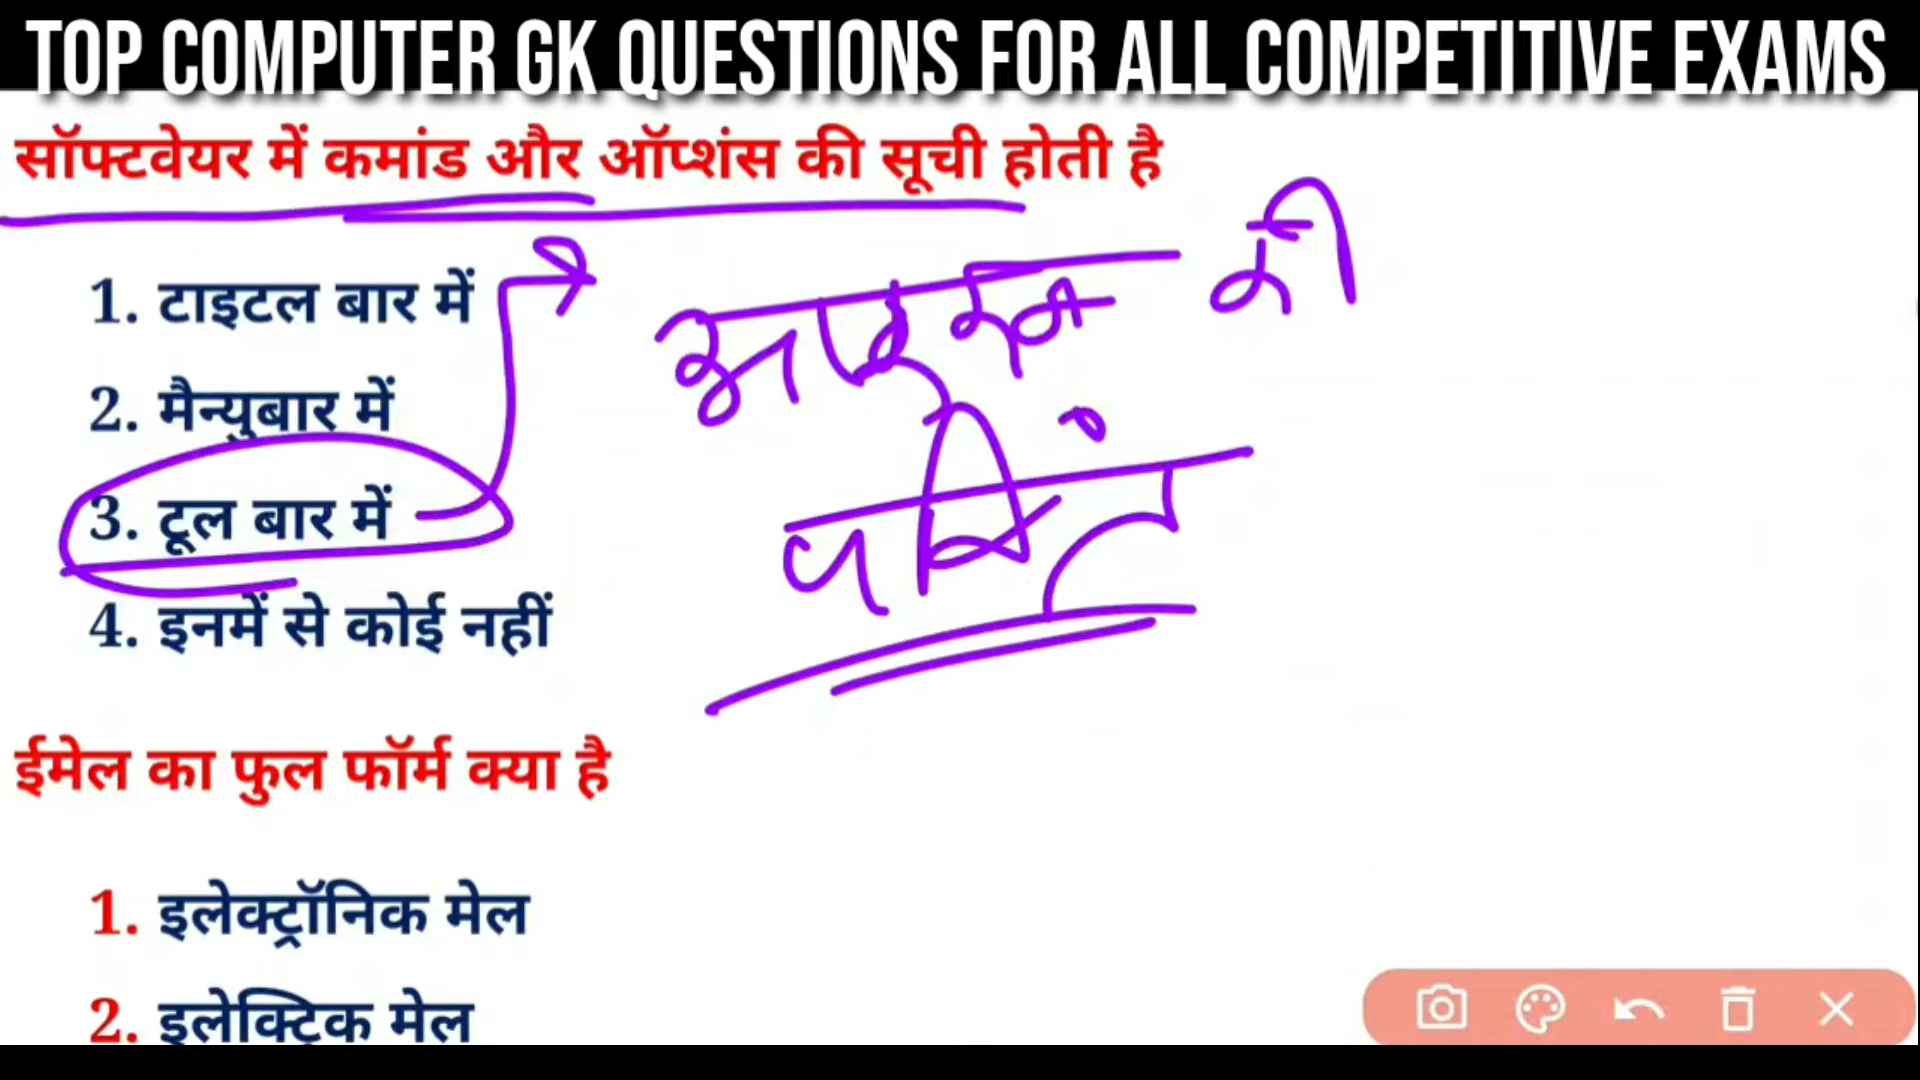 TOP COMPUTER GK QUESTIONS FOR ALL COMPETITIVE EXAMS
सॉफ्टवेयर में कमांड और ऑप्शंस की सूची होती है
1. टाइटल बार में
2. मैन्युबार में
3. टूल बार में
4. इनमें से कोई नहीं
ईमेल का फुल फॉर्म क्या है
1. इलेक्ट्रॉनिक मेल
2. इलेक्टि्रक मेल